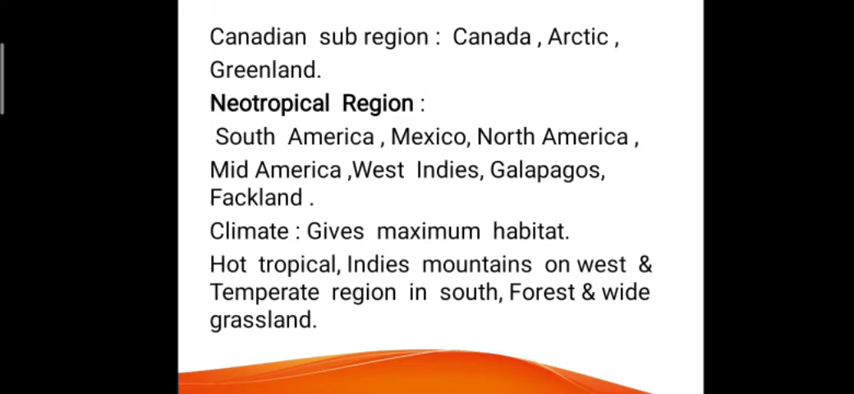 Canadian sub region : Canada , Arctic ,
Greenland.
Neotropical Region :
South America , Mexico, North America ,
Mid America ,West Indies, Galapagos,
Fackland .
Climate : Gives maximum habitat.
Hot tropical, Indies mountains on west &
Temperate region in south, Forest & wide
grassland.